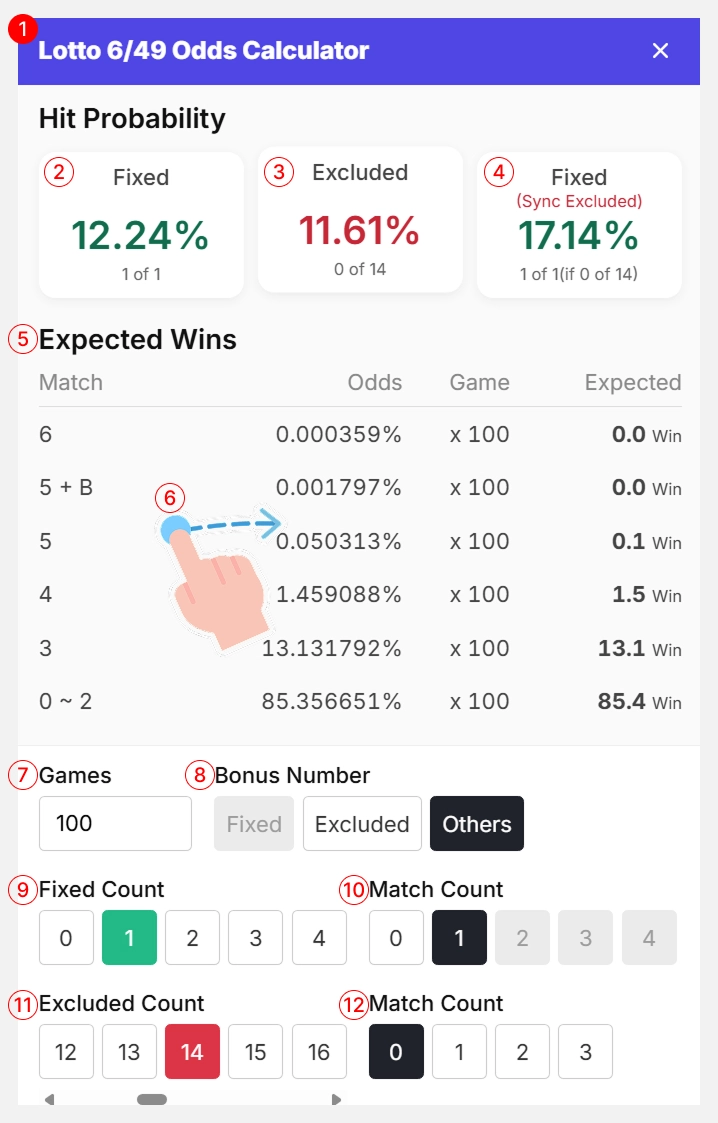 1
Lotto 6/49 Odds Calculator ×
Hit Probability
2 Fixed
12.24%
1 of 1
3 Excluded
11.61%
0 of 14
4 Fixed
(Sync Excluded)
17.14%
1 of 1(if 0 of 14)
5 Expected Wins
Match Odds Game Expected
6 0.000359% x 100 0.0 Win
5 + B 0.001797% x 100 0.0 Win
6
5 0.050313% x 100 0.1 Win
4 1.459088% x 100 1.5 Win
3 13.131792% x 100 13.1 Win
0 ~ 2 85.356651% x 100 85.4 Win
7 Games 8 Bonus Number
100 Fixed Excluded Others
9 Fixed Count 10 Match Count
0 1 2 3 4 0 1 2 3 4
11 Excluded Count 12 Match Count
12 13 14 15 16 0 1 2 3